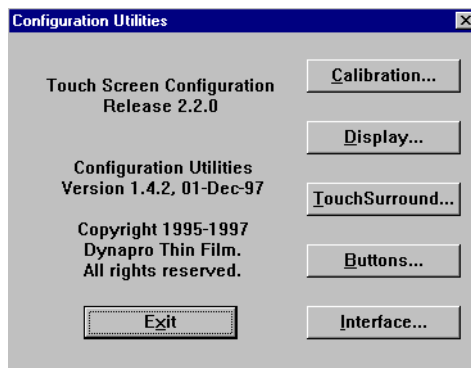 Configuration Utilities
Touch Screen Configuration
Release 2.2.0
Configuration Utilities
Version 1.4.2, 01-Dec-97
Copyright 1995-1997
Dynapro Thin Film.
All rights reserved.
Exit
Calibration...
Display...
TouchSurround...
Buttons...
Interface...